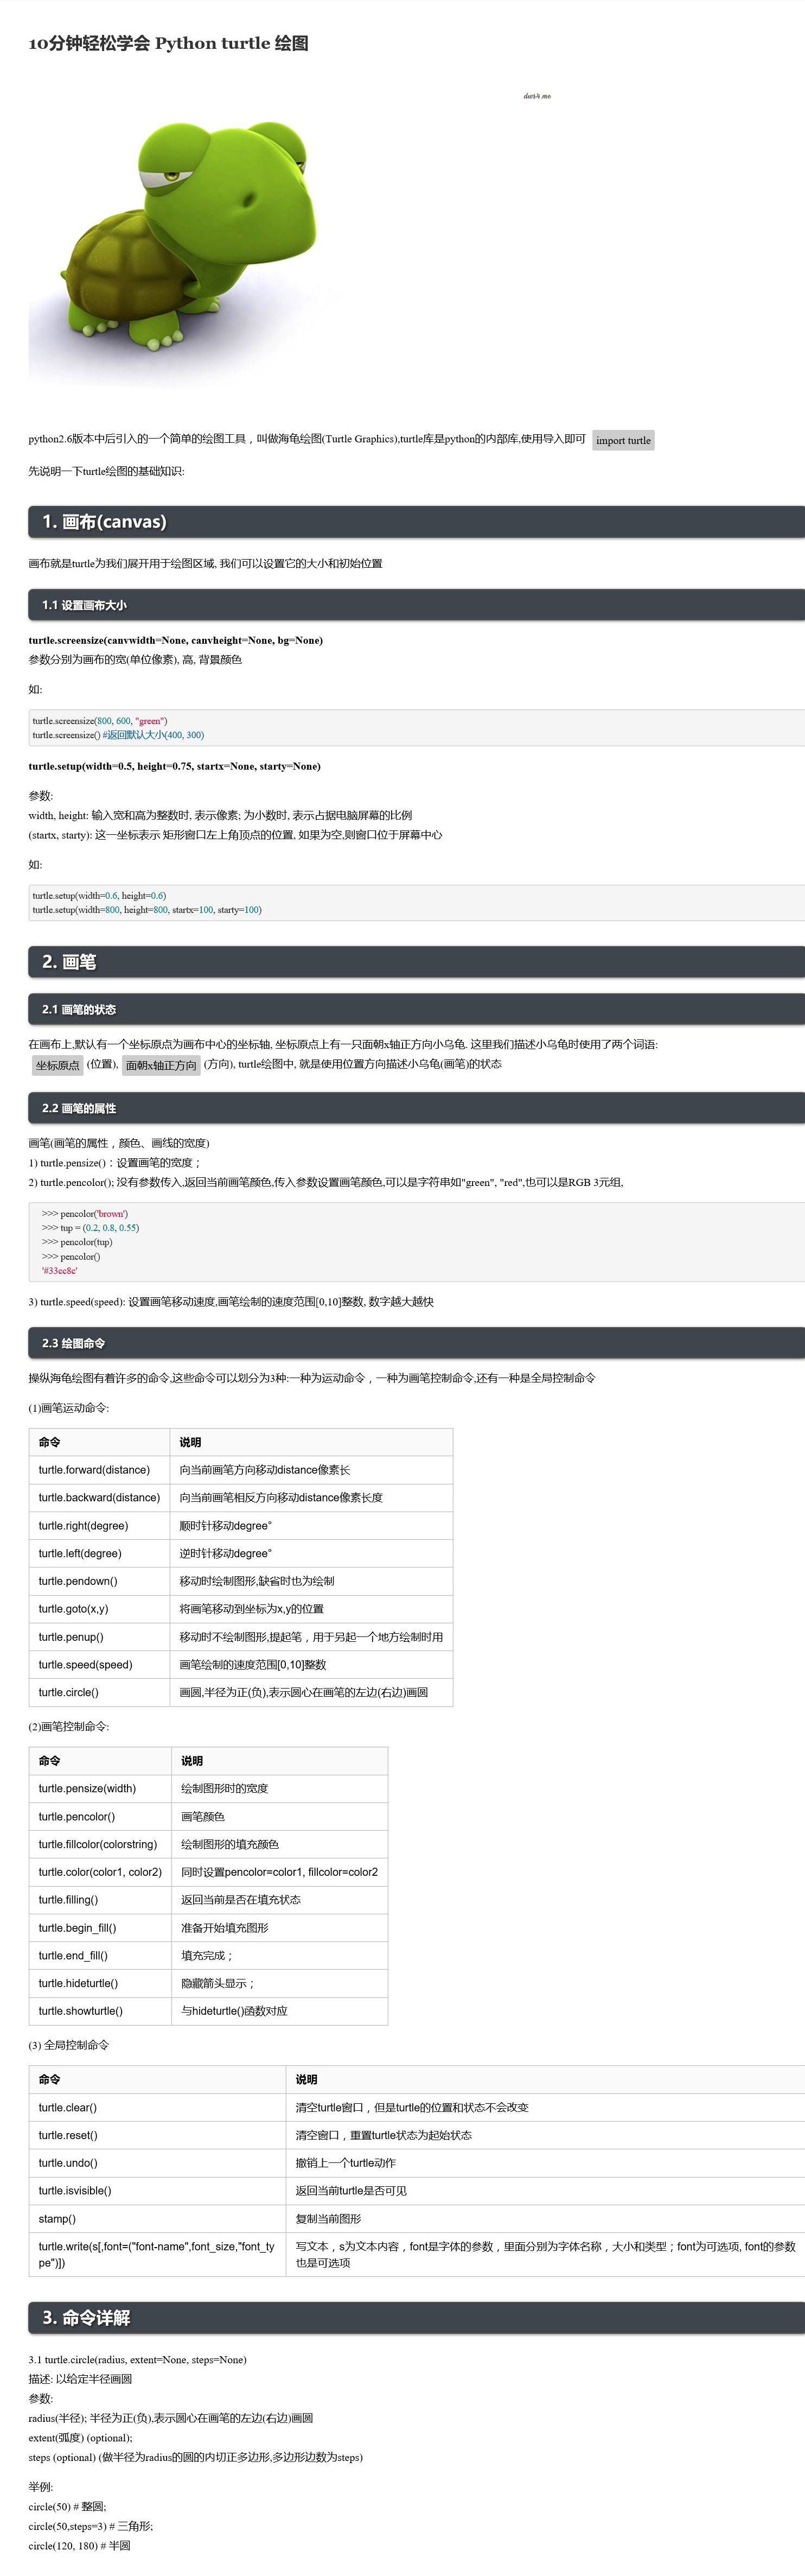 10分钟轻松学会 Python turtle 绘图
python2.6版本中后引入的一个简单的绘图工具，叫做海龟绘图(Turtle Graphics),turtle库是python的内部库,使用导入即可 import turtle
先说明一下turtle绘图的基础知识:
1. 画布(canvas)
画布就是turtle为我们展开用于绘图区域, 我们可以设置它的大小和初始位置
1.1 设置画布大小
turtle.screensize(canvwidth=None, canvheight=None, bg=None)
参数分别为画布的宽(单位像素), 高, 背景颜色
如:
turtle.screensize(800, 600, "green")
turtle.screensize() #返回默认大小(400, 300)
turtle.setup(width=0.5, height=0.75, startx=None, starty=None)
参数:
width, height: 输入宽和高为整数时, 表示像素; 为小数时, 表示占据电脑屏幕的比例
(startx, starty): 这一坐标表示 矩形窗口左上角顶点的位置, 如果为空,则窗口位于屏幕中心
如:
turtle.setup(width=0.6, height=0.6)
turtle.setup(width=800, height=800, startx=100, starty=100)
2. 画笔
2.1 画笔的状态
在画布上,默认有一个坐标原点为画布中心的坐标轴, 坐标原点上有一只面朝x轴正方向小乌龟. 这里我们描述小乌龟时使用了两个词语:
坐标原点 (位置), 面朝x轴正方向 (方向), turtle绘图中, 就是使用位置方向描述小乌龟(画笔)的状态
2.2 画笔的属性
画笔(画笔的属性，颜色、画线的宽度)
1) turtle.pensize()：设置画笔的宽度；
2) turtle.pencolor(); 没有参数传入,返回当前画笔颜色,传入参数设置画笔颜色,可以是字符串如"green", "red",也可以是RGB 3元组,
>>> pencolor('brown')
>>> tup = (0.2, 0.8, 0.55)
>>> pencolor(tup)
>>> pencolor()
'#33cc8c'
3) turtle.speed(speed): 设置画笔移动速度,画笔绘制的速度范围[0,10]整数, 数字越大越快
2.3 绘图命令
操纵海龟绘图有着许多的命令,这些命令可以划分为3种:一种为运动命令，一种为画笔控制命令,还有一种是全局控制命令
(1)画笔运动命令:
命令 说明
turtle.forward(distance) 向当前画笔方向移动distance像素长
turtle.backward(distance) 向当前画笔相反方向移动distance像素长度
turtle.right(degree) 顺时针移动degree°
turtle.left(degree) 逆时针移动degree°
turtle.pendown() 移动时绘制图形,缺省时也为绘制
turtle.goto(x,y) 将画笔移动到坐标为x,y的位置
turtle.penup() 移动时不绘制图形,提起笔，用于另起一个地方绘制时用
turtle.speed(speed) 画笔绘制的速度范围[0,10]整数
turtle.circle() 画圆,半径为正(负),表示圆心在画笔的左边(右边)画圆
(2)画笔控制命令:
命令 说明
turtle.pensize(width) 绘制图形时的宽度
turtle.pencolor() 画笔颜色
turtle.fillcolor(colorstring) 绘制图形的填充颜色
turtle.color(color1, color2) 同时设置pencolor=color1, fillcolor=color2
turtle.filling() 返回当前是否在填充状态
turtle.begin_fill() 准备开始填充图形
turtle.end_fill() 填充完成；
turtle.hideturtle() 隐藏箭头显示；
turtle.showturtle() 与hideturtle()函数对应
(3) 全局控制命令
命令 说明
turtle.clear() 清空turtle窗口，但是turtle的位置和状态不会改变
turtle.reset() 清空窗口，重置turtle状态为起始状态
turtle.undo() 撤销上一个turtle动作
turtle.isvisible() 返回当前turtle是否可见
stamp() 复制当前图形
turtle.write(s[,font=("font-name",font_size,"font_ty 写文本，s为文本内容，font是字体的参数，里面分别为字体名称，大小和类型；font为可选项, font的参数
pe")]) 也是可选项
3. 命令详解
3.1 turtle.circle(radius, extent=None, steps=None)
描述: 以给定半径画圆
参数:
radius(半径); 半径为正(负),表示圆心在画笔的左边(右边)画圆
extent(弧度) (optional);
steps (optional) (做半径为radius的圆的内切正多边形,多边形边数为steps)
举例:
circle(50) # 整圆;
circle(50,steps=3) # 三角形;
circle(120, 180) # 半圆